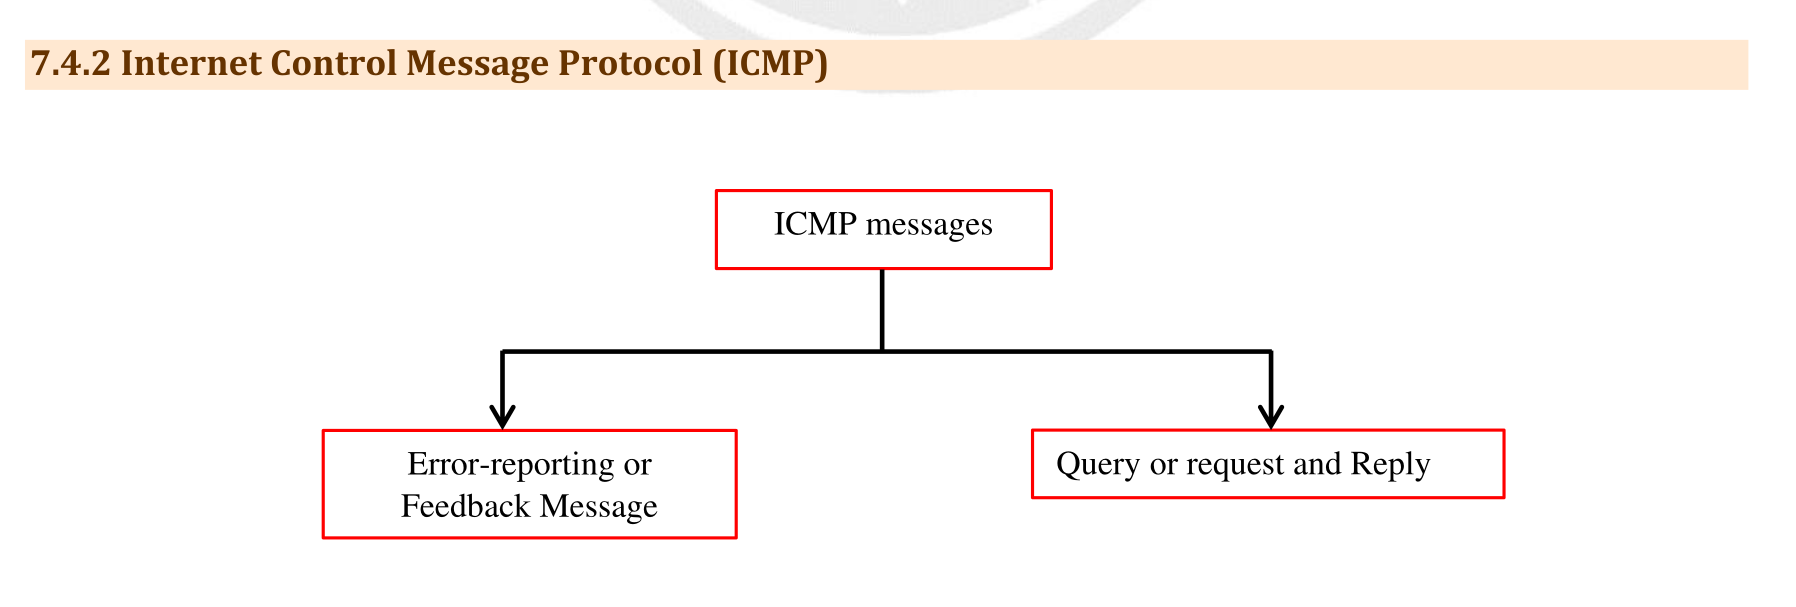 7.4.2 Internet Control Message Protocol (ICMP)
ICMP messages
Error-reporting or
Feedback Message
Query or request and Reply